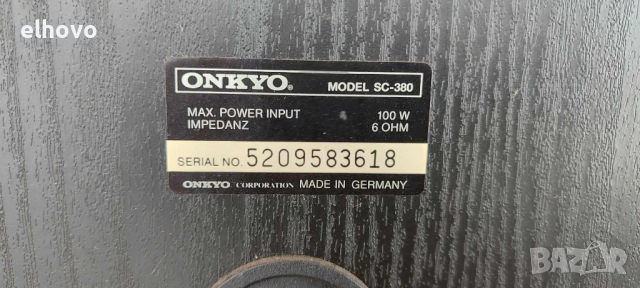 elhovo
ONKYO® MODEL SC-380
MAX. POWER INPUT 100 W
IMPEDANZ 6 OHM
SERIAL NO. 5209583618
ONKYO CORPORATION MADE IN GERMANY
BAZAR